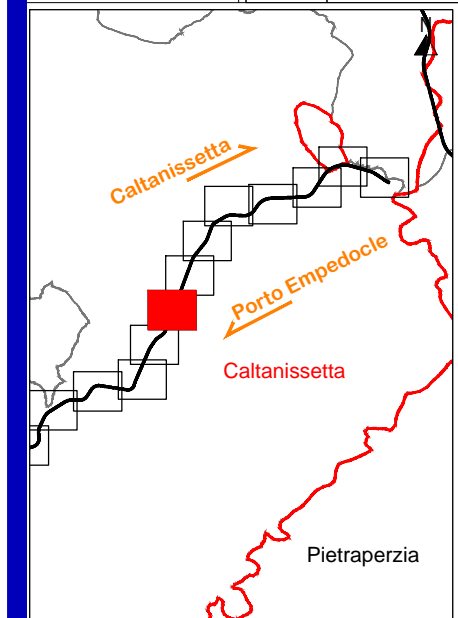 N
Caltanissetta
Porto Empedocle
Caltanissetta
Pietraperzia